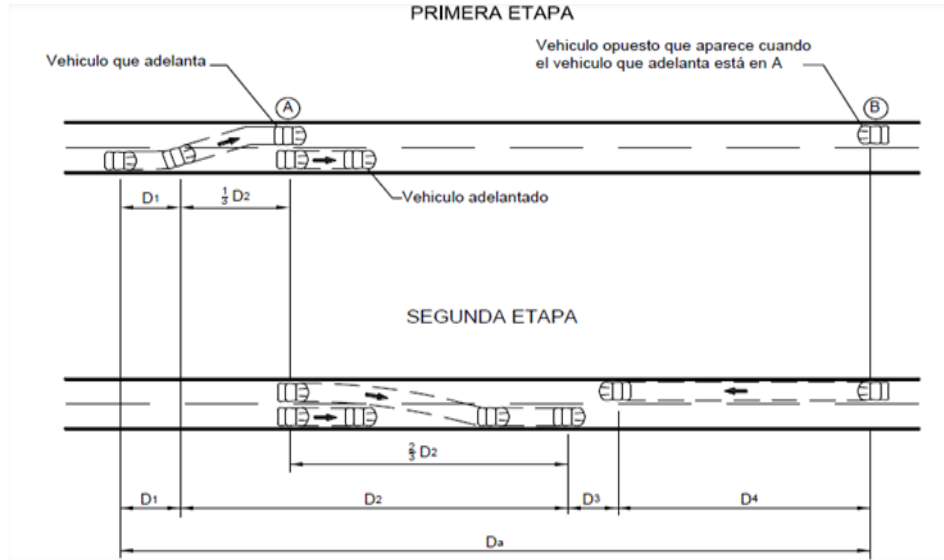 PRIMERA ETAPA
Vehiculo que adelanta
Vehiculo opuesto que aparece cuando
el vehiculo que adelanta está en A
A
B
Vehiculo adelantado
D1
1/3 D2
SEGUNDA ETAPA
2/3 D2
D1
D2
D3
D4
Da